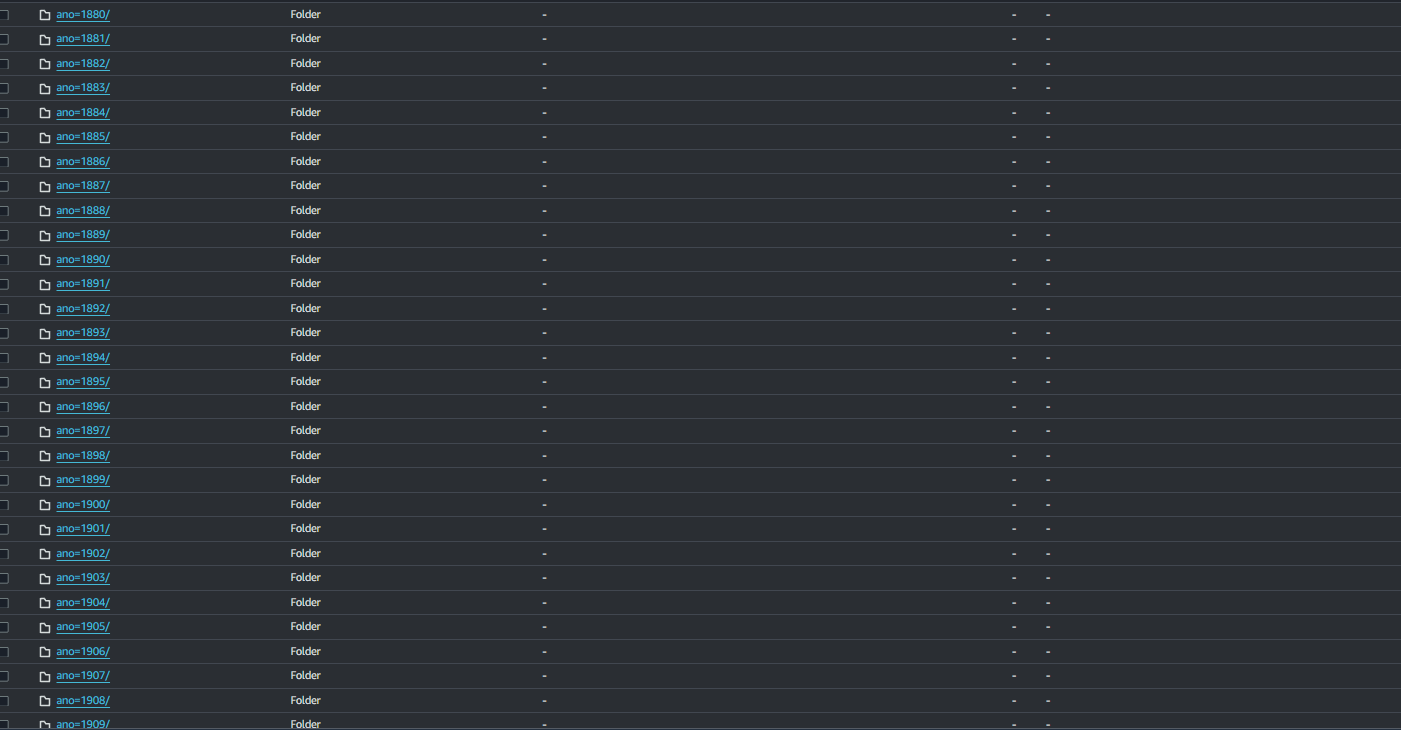 ano=1880/ Folder - - -
ano=1881/ Folder - - -
ano=1882/ Folder - - -
ano=1883/ Folder - - -
ano=1884/ Folder - - -
ano=1885/ Folder - - -
ano=1886/ Folder - - -
ano=1887/ Folder - - -
ano=1888/ Folder - - -
ano=1889/ Folder - - -
ano=1890/ Folder - - -
ano=1891/ Folder - - -
ano=1892/ Folder - - -
ano=1893/ Folder - - -
ano=1894/ Folder - - -
ano=1895/ Folder - - -
ano=1896/ Folder - - -
ano=1897/ Folder - - -
ano=1898/ Folder - - -
ano=1899/ Folder - - -
ano=1900/ Folder - - -
ano=1901/ Folder - - -
ano=1902/ Folder - - -
ano=1903/ Folder - - -
ano=1904/ Folder - - -
ano=1905/ Folder - - -
ano=1906/ Folder - - -
ano=1907/ Folder - - -
ano=1908/ Folder - - -
ano=1909/ Folder - - -